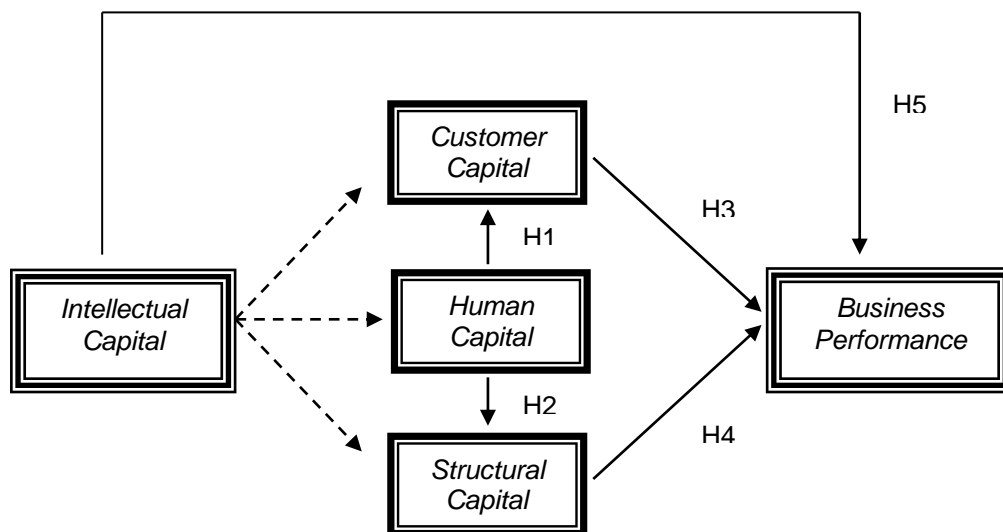 H5
Customer
Capital
H3
H1
Intellectual
Capital
Human
Capital
Business
Performance
H2
H4
Structural
Capital